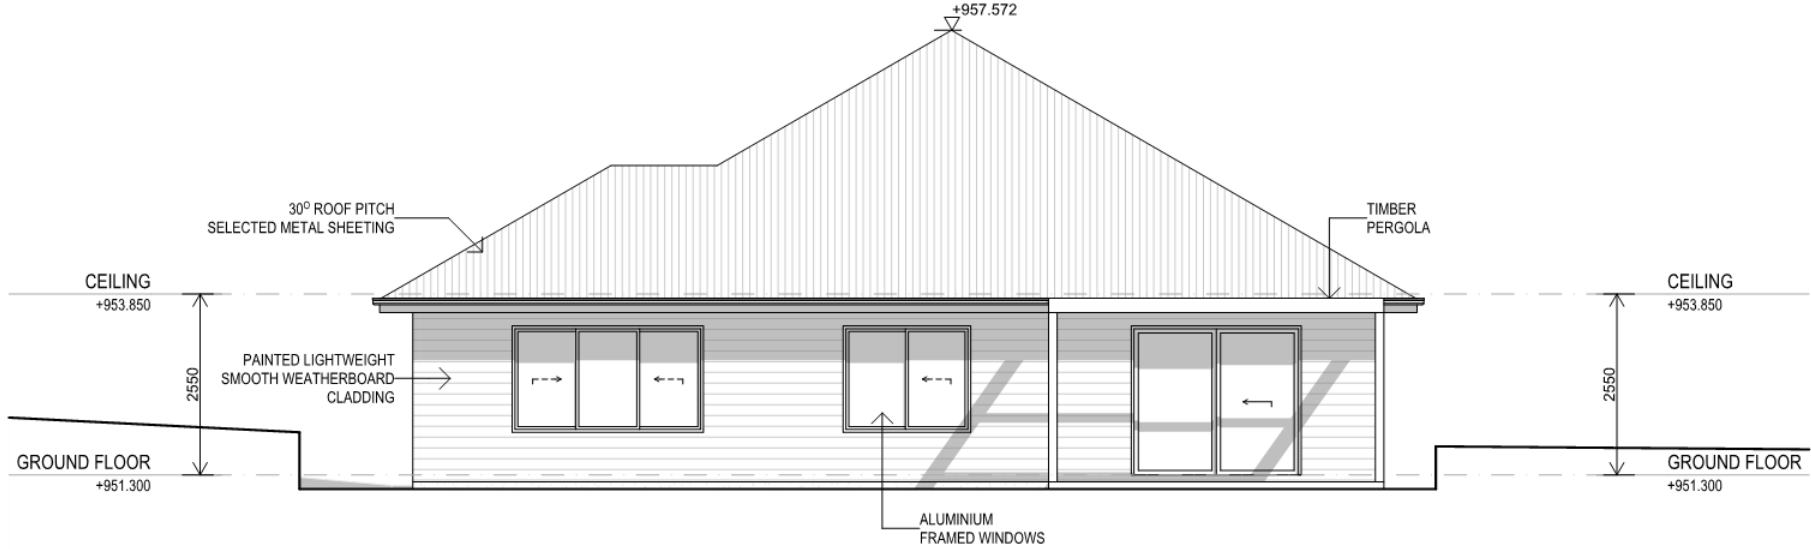 +957.572
30° ROOF PITCH
SELECTED METAL SHEETING
TIMBER
PERGOLA
CEILING
+953.850
CEILING
+953.850
2550
PAINTED LIGHTWEIGHT
SMOOTH WEATHERBOARD
CLADDING
2550
GROUND FLOOR
+951.300
GROUND FLOOR
+951.300
ALUMINIUM
FRAMED WINDOWS